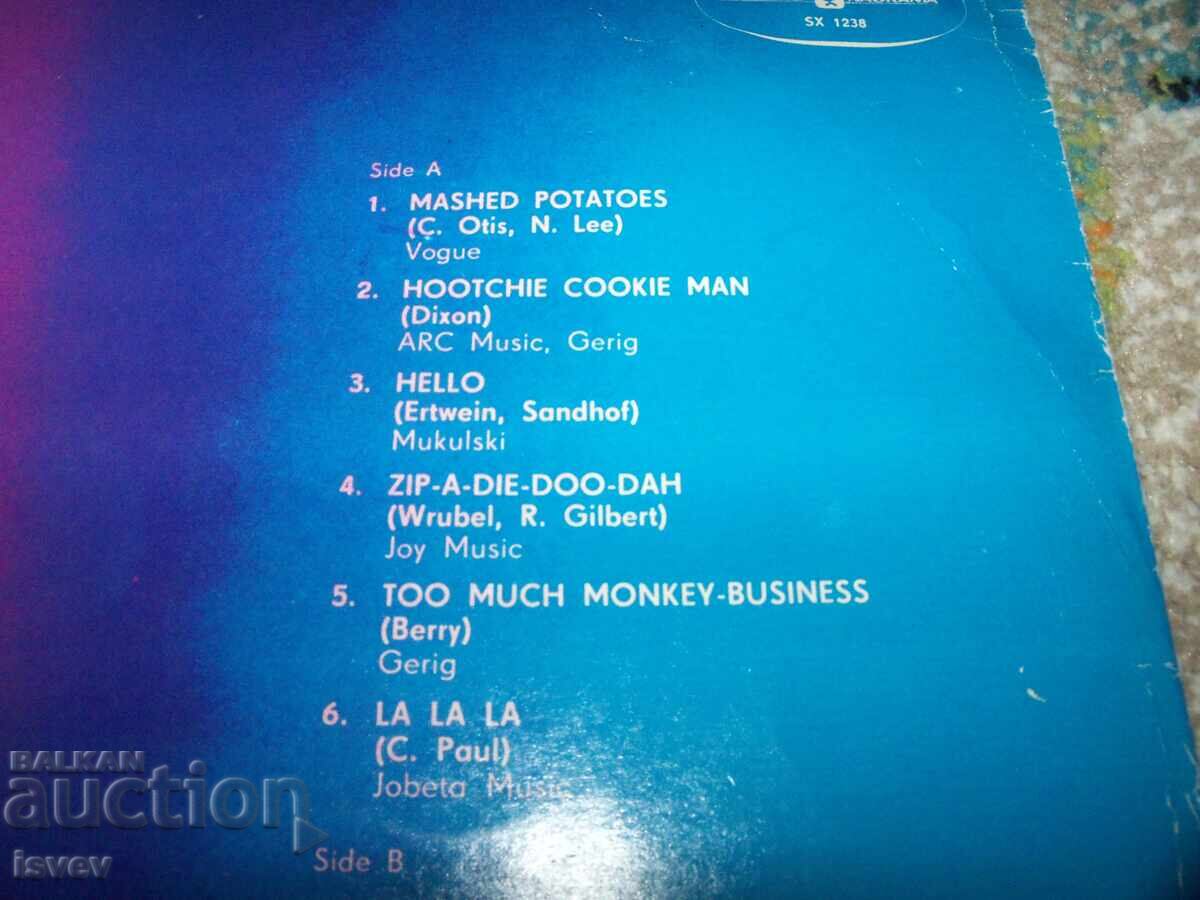 SX 1238
Side A
1. MASHED POTATOES
(C. Otis, N. Lee)
Vogue
2. HOOTCHIE COOKIE MAN
(Dixon)
ARC Music, Gerig
3. HELLO
(Ertwein, Sandhof)
Mukulski
4. ZIP-A-DIE-DOO-DAH
(Wrubel, R. Gilbert)
Joy Music
5. TOO MUCH MONKEY-BUSINESS
(Berry)
Gerig
6. LA LA LA
(C. Paul)
Jobeta Music
Side B
BALKAN
auction
isvev